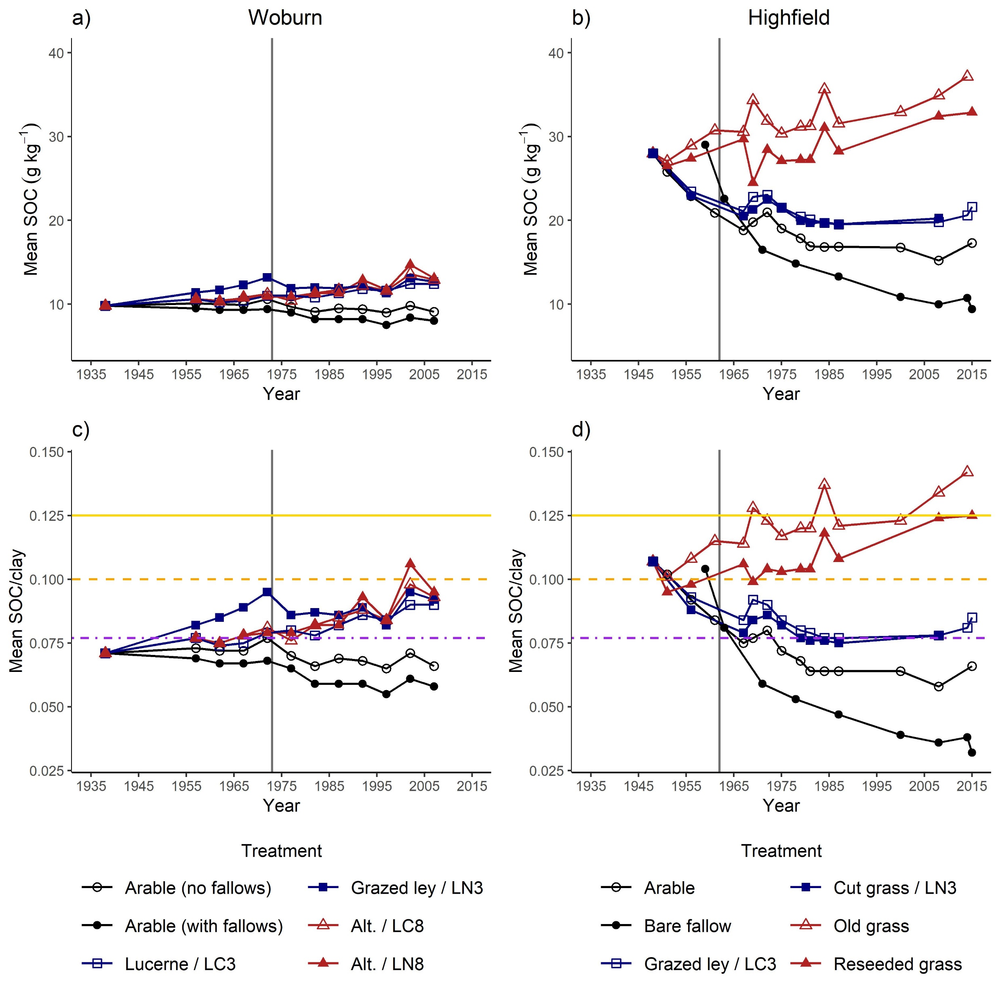 a) Woburn
b) Highfield
Mean SOC (g kg⁻¹)
40
30
20
10
1935 1945 1955 1965 1975 1985 1995 2005 2015
Year
Mean SOC (g kg⁻¹)
40
30
20
10
1935 1945 1955 1965 1975 1985 1995 2005 2015
Year
c)
Mean SOC/clay
0.150
0.125
0.100
0.075
0.050
0.025
1935 1945 1955 1965 1975 1985 1995 2005 2015
Year
d)
Mean SOC/clay
0.150
0.125
0.100
0.075
0.050
0.025
1935 1945 1955 1965 1975 1985 1995 2005 2015
Year
Treatment
Arable (no fallows) Grazed ley / LN3
Arable (with fallows) Alt. / LC8
Lucerne / LC3 Alt. / LN8
Treatment
Arable Cut grass / LN3
Bare fallow Old grass
Grazed ley / LC3 Reseeded grass